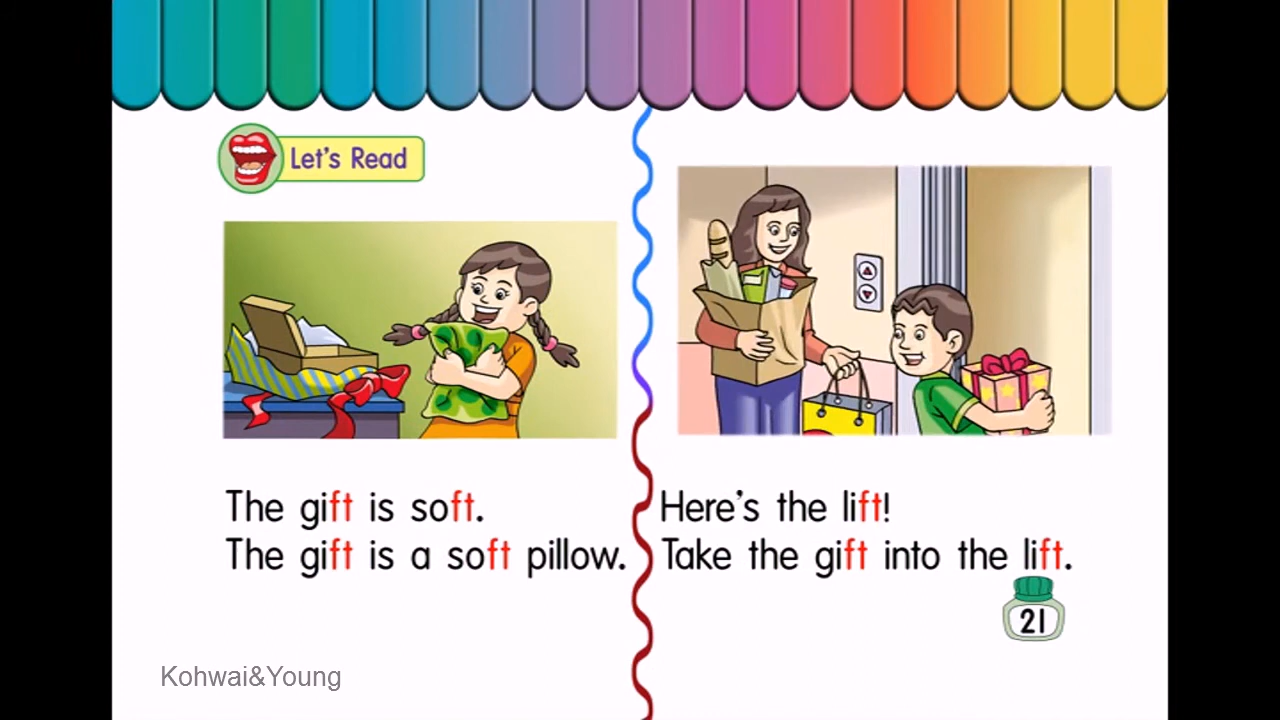 Let's Read
The gift is soft.
The gift is a soft pillow.
Here's the lift!
Take the gift into the lift.
21
Kohwai&Young